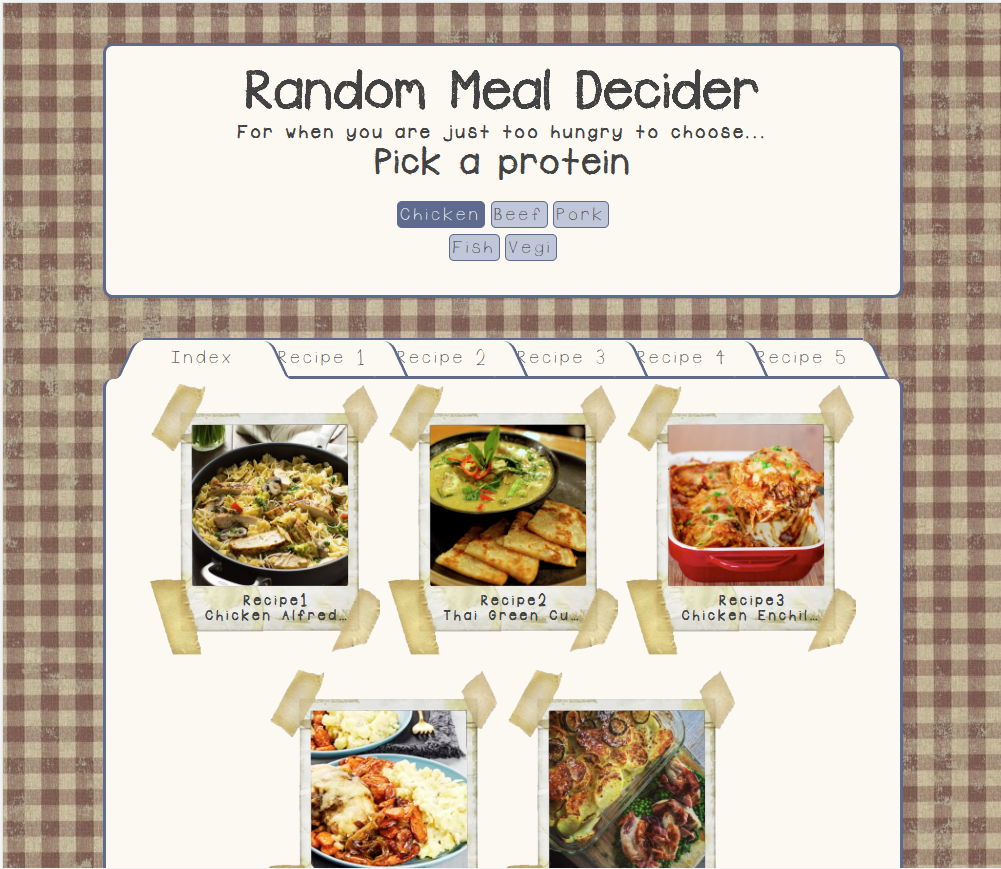 Random Meal Decider
For when you are just too hungry to choose...
Pick a protein
Chicken Beef Pork
Fish Vegi
Index Recipe 1 Recipe 2 Recipe 3 Recipe 4 Recipe 5
Recipe1
Chicken Alfred...
Recipe2
Thai Green Cu...
Recipe3
Chicken Enchil...